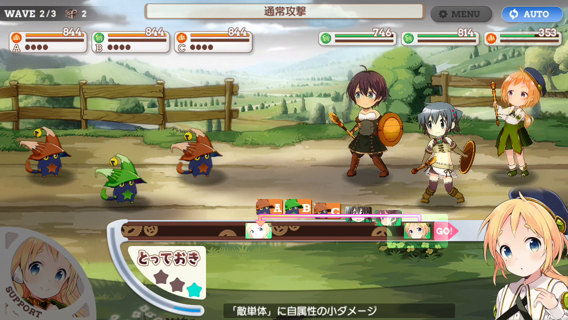 WAVE 2/3 2
通常攻撃
MENU
AUTO
844
844
844
746
814
353
A
B
C
A
B
C
GO!
とっておき
SUPPORT
「敵単体」に自属性の小ダメージ